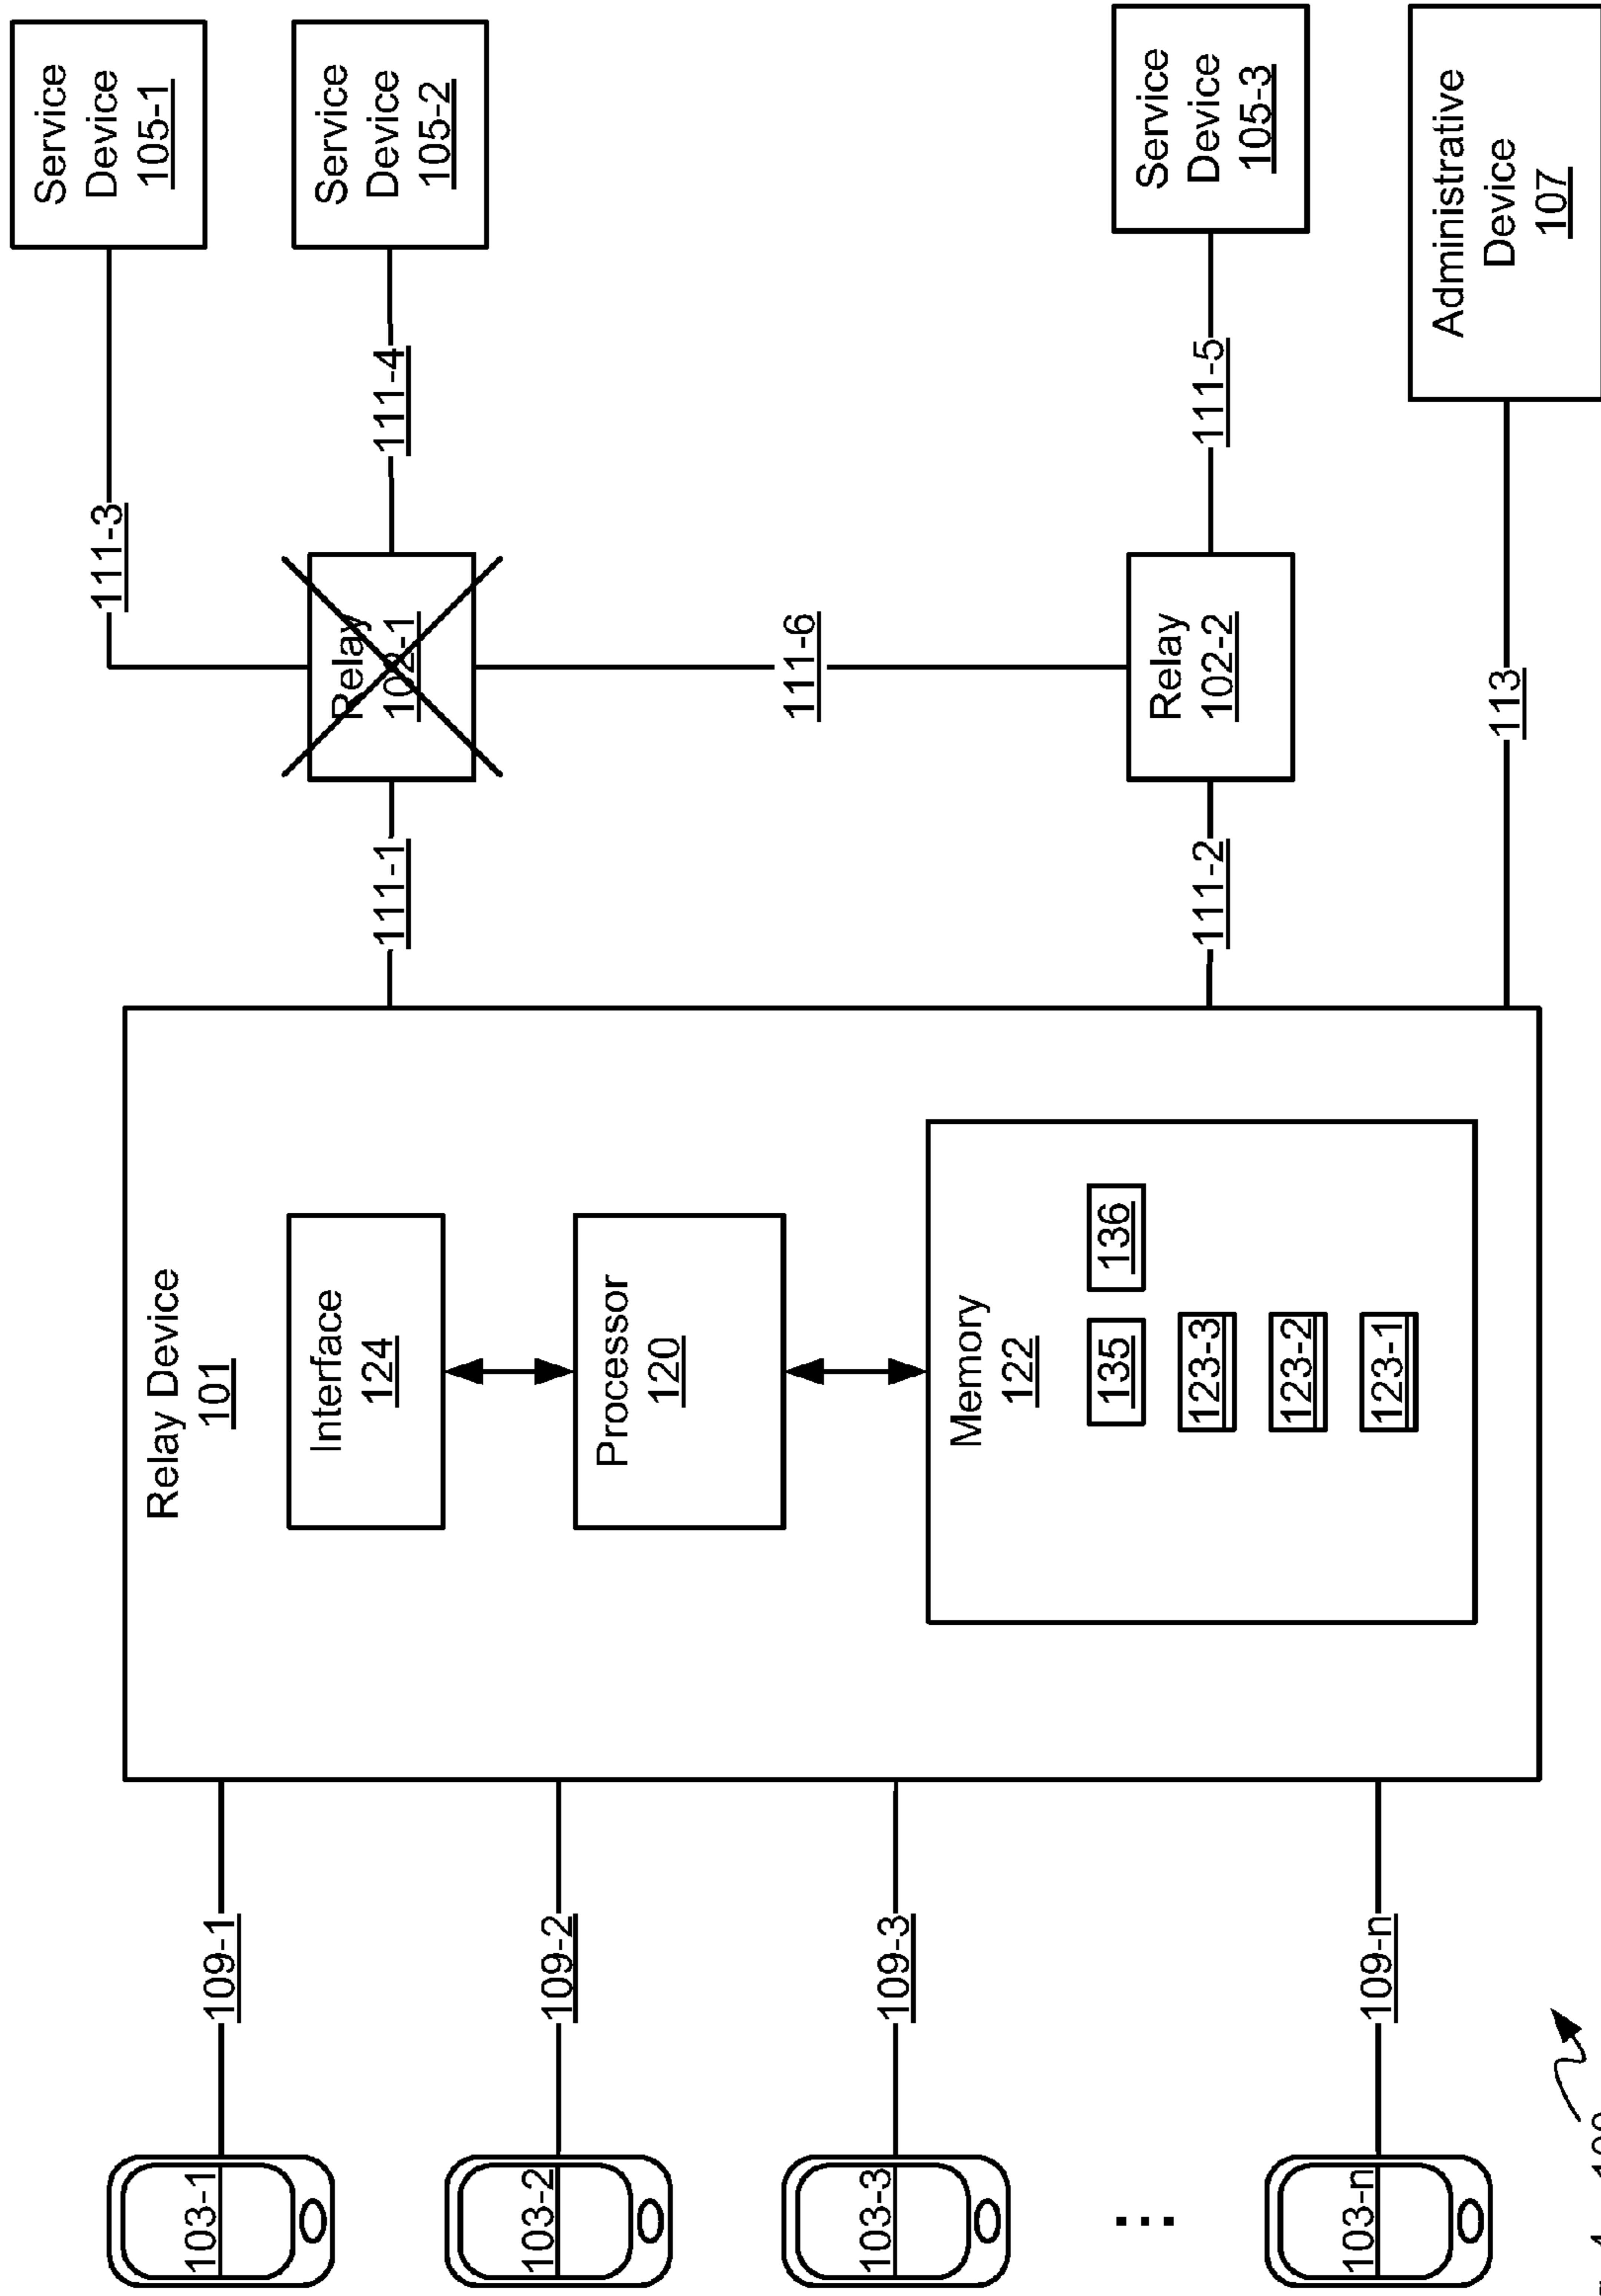 Service
Device
105-1
111-3
Relay Device
101
103-1
109-1
Interface
124
111-1
Relay
102-1
111-4
Service
Device
105-2
103-2
109-2
Processor
120
111-6
103-3
109-3
Memory
122
135
136
123-3
123-2
123-1
111-2
Relay
102-2
111-5
Service
Device
105-3
...
103-n
109-n
113
Administrative
Device
107